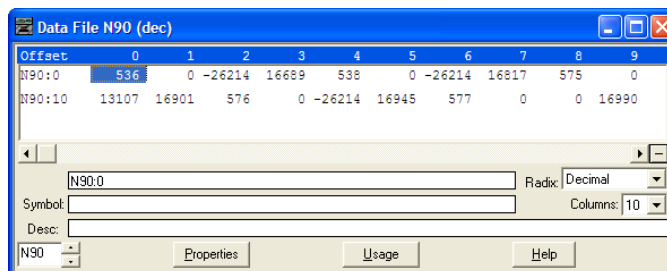 Data File N90 (dec)
Offset 0 1 2 3 4 5 6 7 8 9
N90:0 536 0 -26214 16689 538 0 -26214 16817 575 0
N90:10 13107 16901 576 0 -26214 16945 577 0 0 16990
N90:0 Radix: Decimal
Symbol: Columns: 10
Desc:
N90 Properties Usage Help